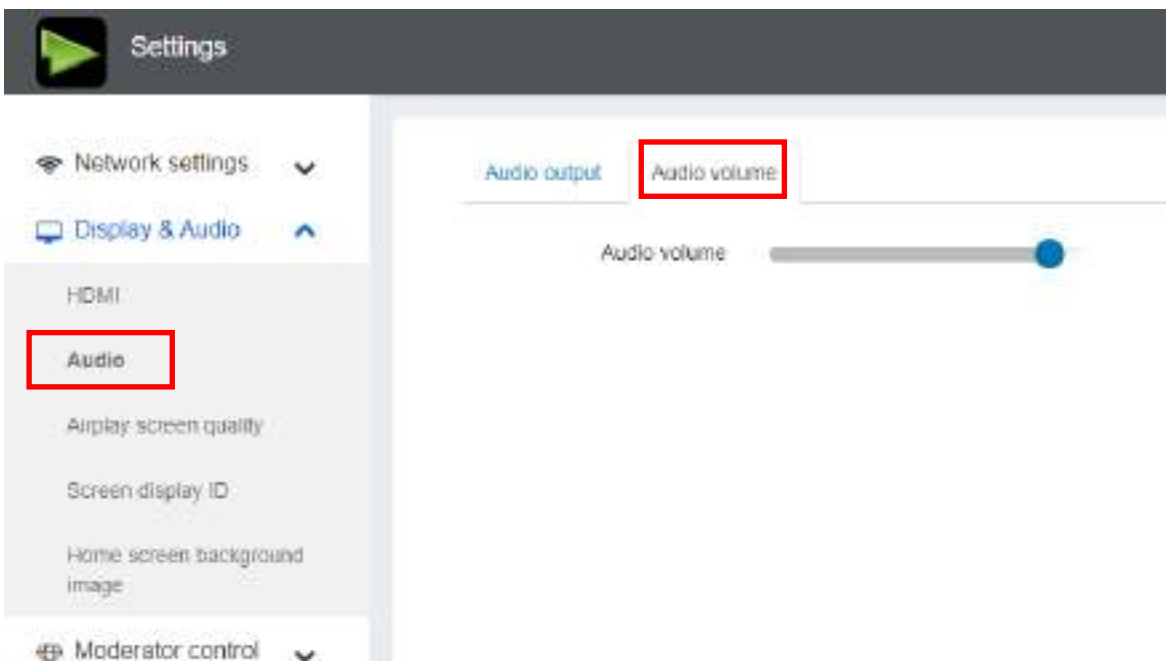 Settings
Network settings
Display & Audio
HDMI
Audio
Airplay screen quality
Screen display ID
Home screen background
image
Moderator control
Audio output
Audio volume
Audio volume